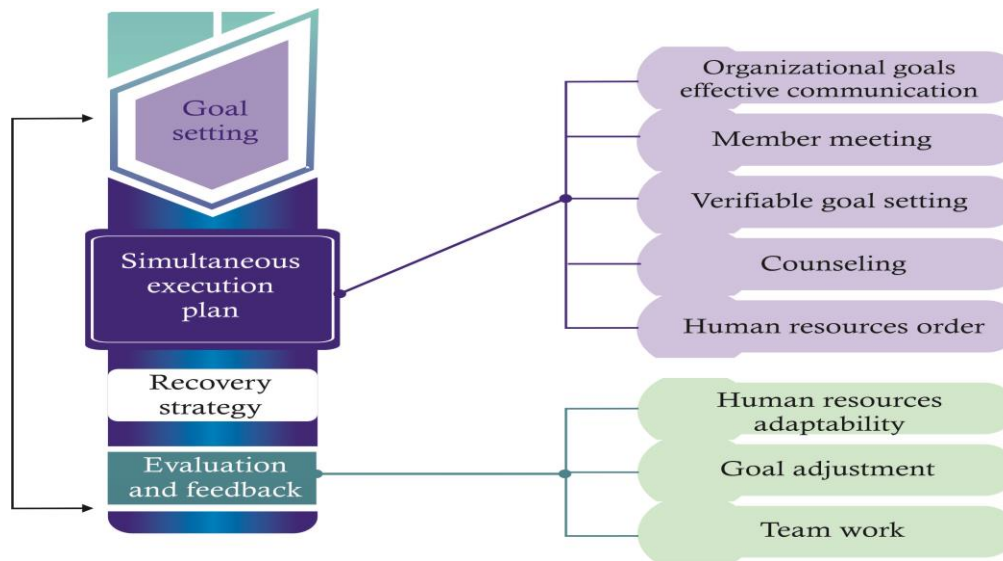 Goal
setting
Simultaneous
execution
plan
Recovery
strategy
Evaluation
and feedback
Organizational goals
effective communication
Member meeting
Verifiable goal setting
Counseling
Human resources order
Human resources
adaptability
Goal adjustment
Team work